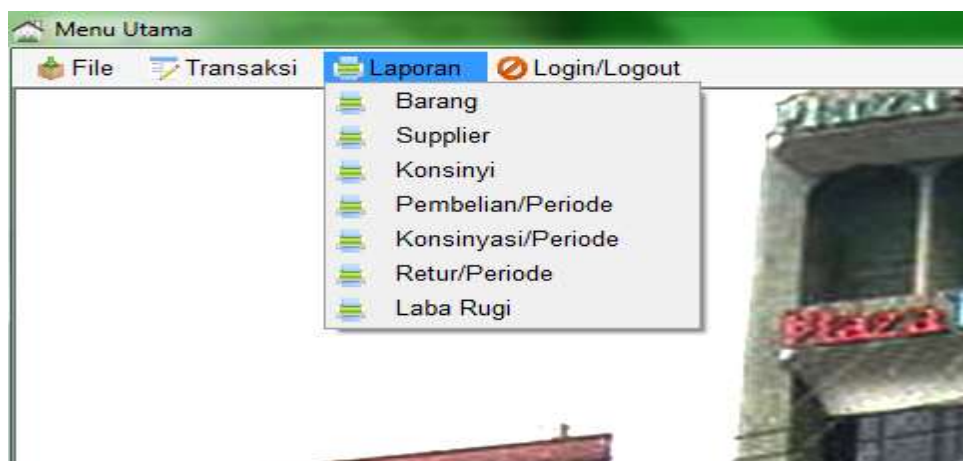 Menu Utama
File Transaksi Laporan Login/Logout
Barang
Supplier
Konsinyi
Pembelian/Periode
Konsinyasi/Periode
Retur/Periode
Laba Rugi